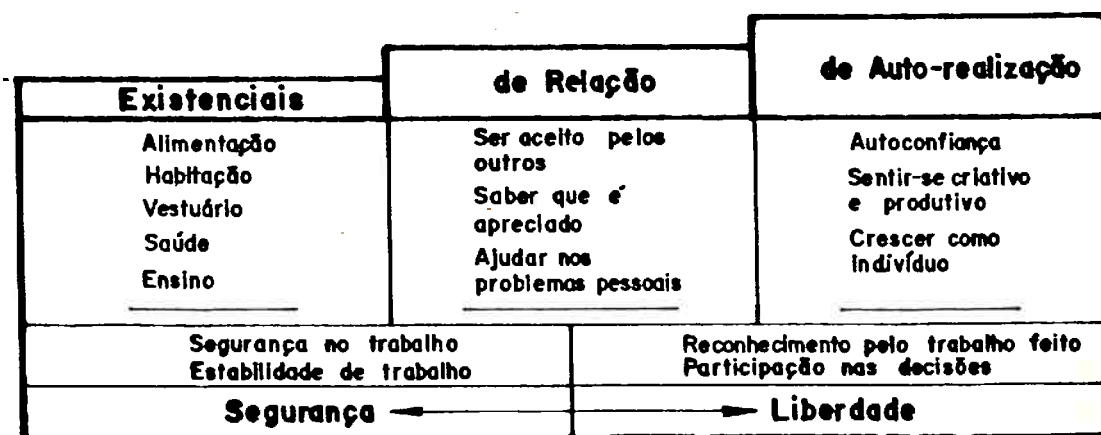 Existenciais
Alimentação
Habitação
Vestuário
Saúde
Ensino
de Relação
Ser aceito pelos
outros
Saber que é
apreciado
Ajudar nos
problemas pessoais
de Auto-realização
Autoconfiança
Sentir-se criativo
e produtivo
Crescer como
indivíduo
Segurança no trabalho
Estabilidade de trabalho
Reconhecimento pelo trabalho feito
Participação nas decisões
Segurança
Liberdade